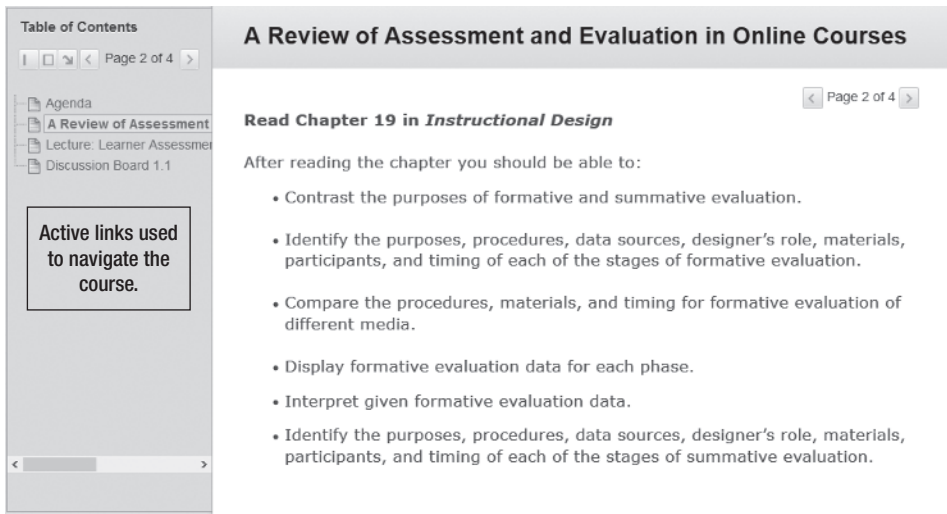 Table of Contents
Page 2 of 4
Agenda
A Review of Assessment
Lecture: Learner Assessmer
Discussion Board 1.1
Active links used
to navigate the
course.
A Review of Assessment and Evaluation in Online Courses
Page 2 of 4
Read Chapter 19 in Instructional Design
After reading the chapter you should be able to:
• Contrast the purposes of formative and summative evaluation.
• Identify the purposes, procedures, data sources, designer's role, materials,
participants, and timing of each of the stages of formative evaluation.
• Compare the procedures, materials, and timing for formative evaluation of
different media.
• Display formative evaluation data for each phase.
• Interpret given formative evaluation data.
• Identify the purposes, procedures, data sources, designer's role, materials,
participants, and timing of each of the stages of summative evaluation.